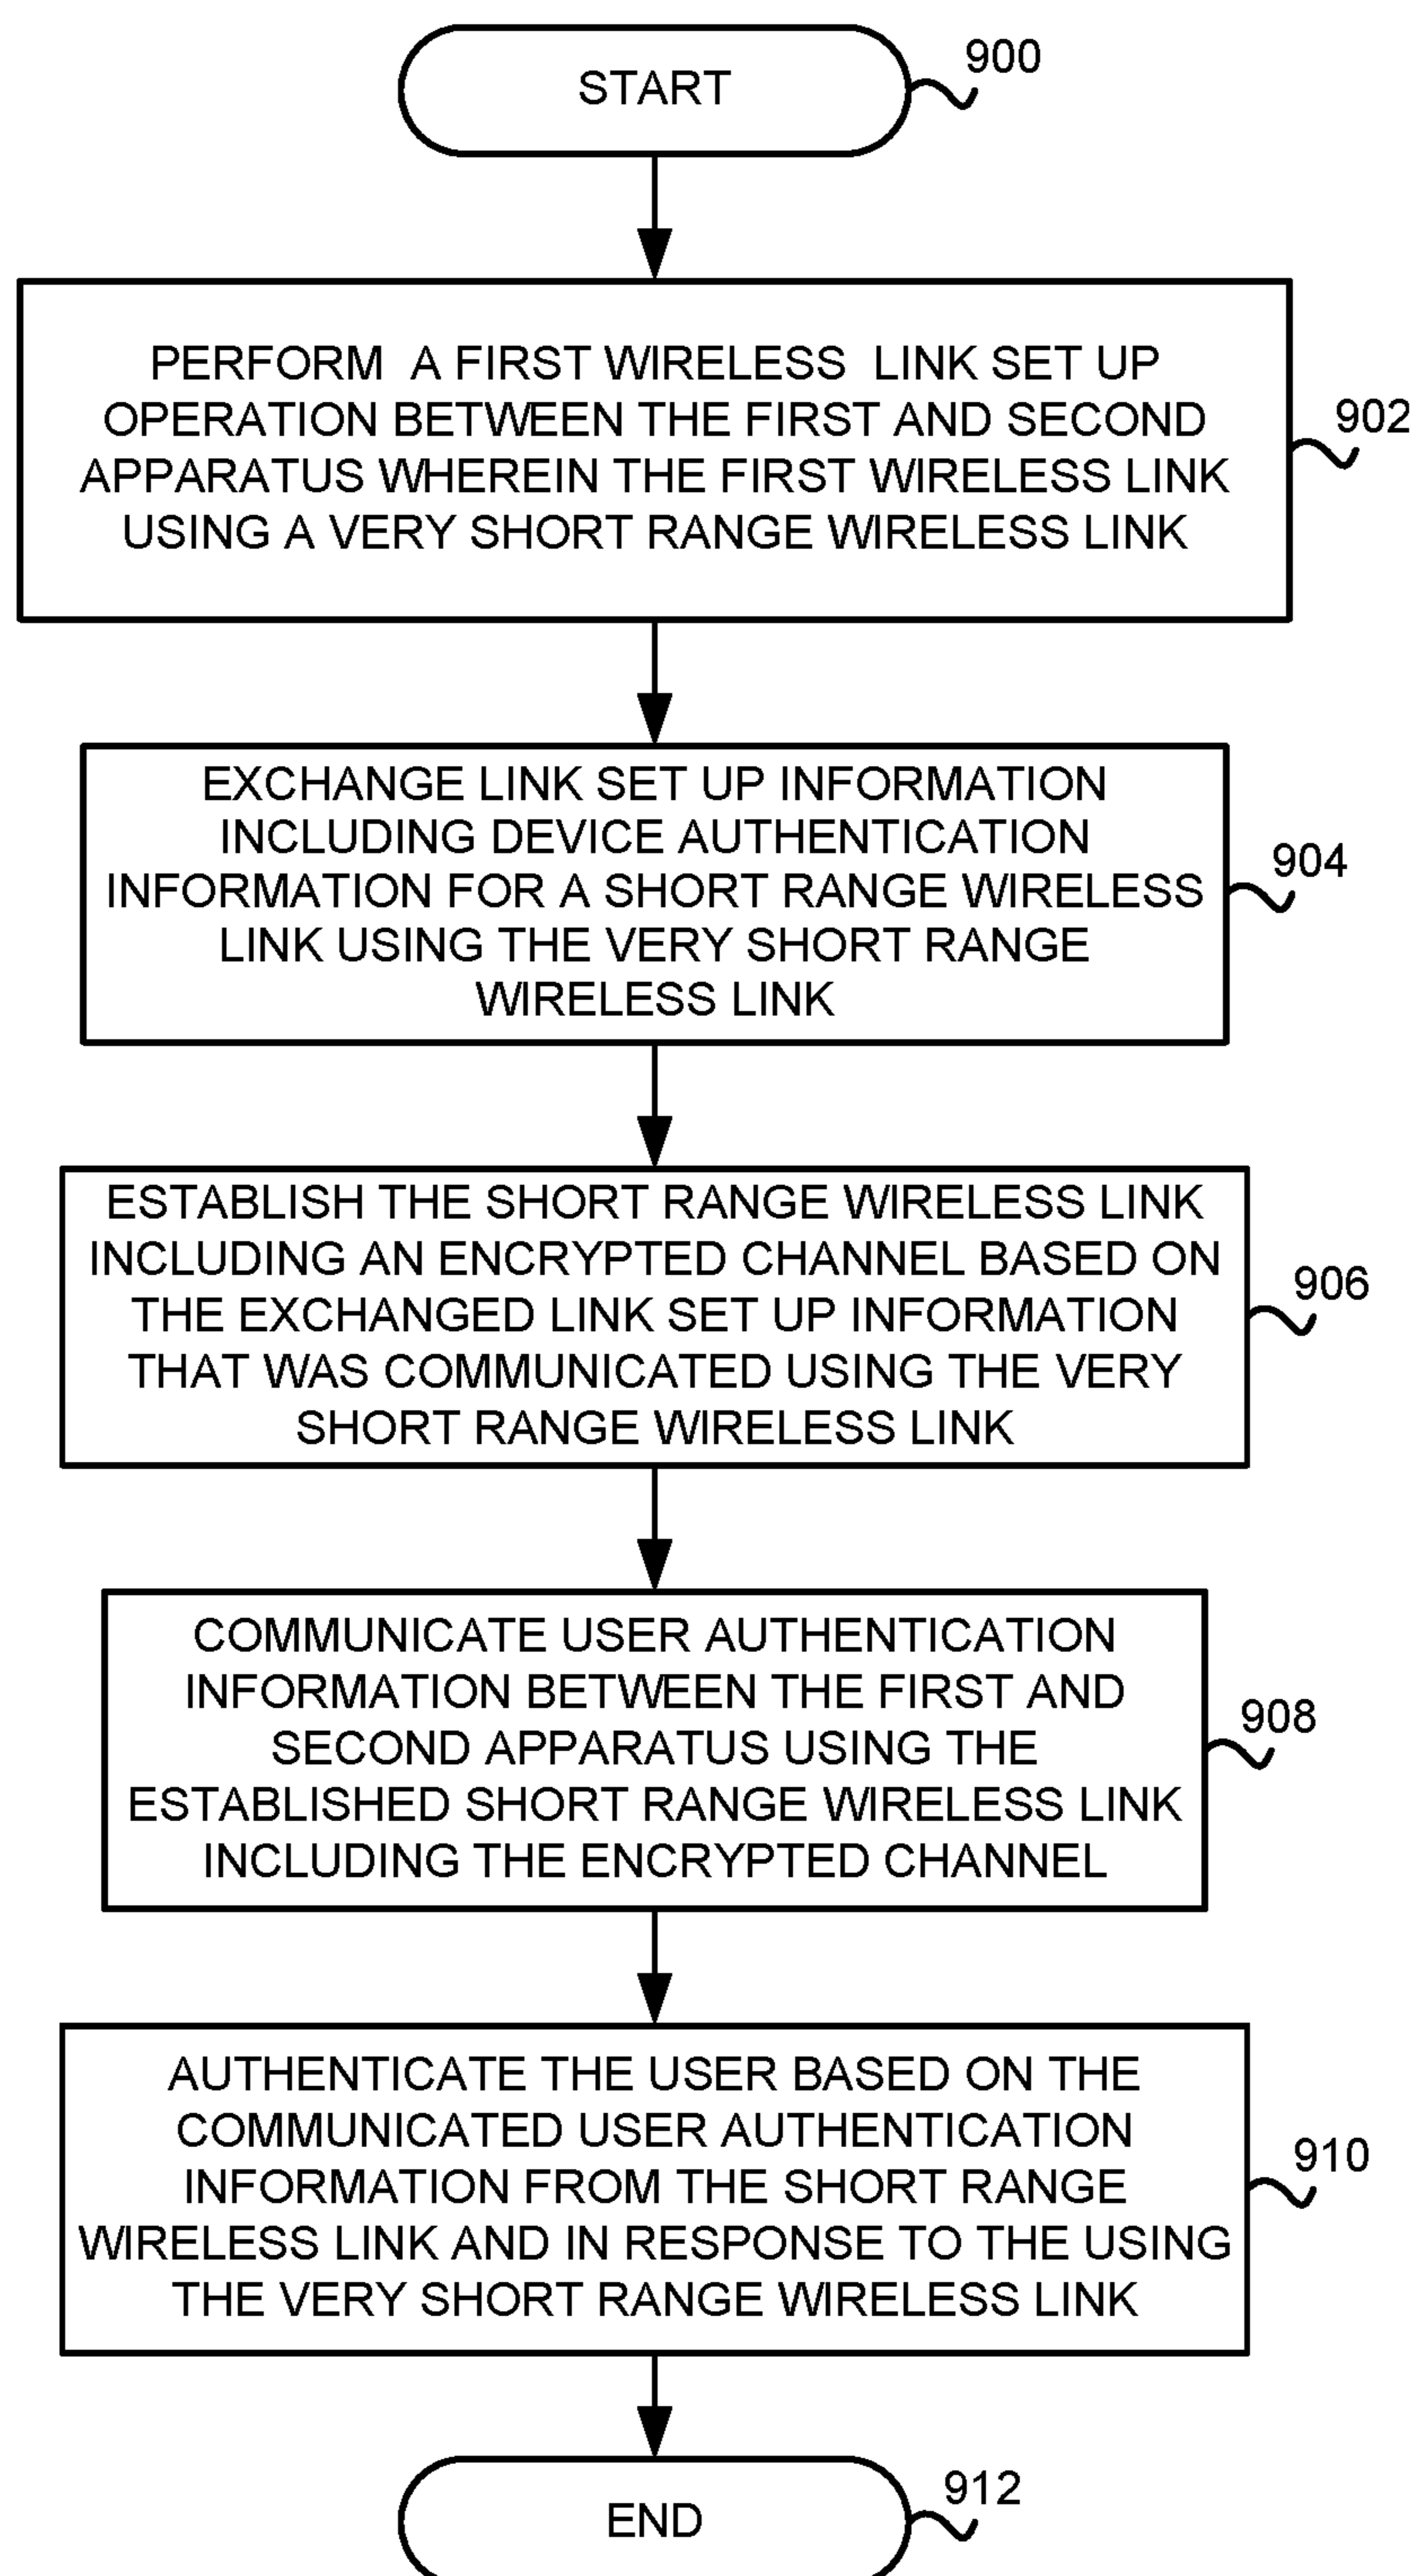 START
900
PERFORM A FIRST WIRELESS LINK SET UP
OPERATION BETWEEN THE FIRST AND SECOND
APPARATUS WHEREIN THE FIRST WIRELESS LINK
USING A VERY SHORT RANGE WIRELESS LINK
902
EXCHANGE LINK SET UP INFORMATION
INCLUDING DEVICE AUTHENTICATION
INFORMATION FOR A SHORT RANGE WIRELESS
LINK USING THE VERY SHORT RANGE
WIRELESS LINK
904
ESTABLISH THE SHORT RANGE WIRELESS LINK
INCLUDING AN ENCRYPTED CHANNEL BASED ON
THE EXCHANGED LINK SET UP INFORMATION
THAT WAS COMMUNICATED USING THE VERY
SHORT RANGE WIRELESS LINK
906
COMMUNICATE USER AUTHENTICATION
INFORMATION BETWEEN THE FIRST AND
SECOND APPARATUS USING THE
ESTABLISHED SHORT RANGE WIRELESS LINK
INCLUDING THE ENCRYPTED CHANNEL
908
AUTHENTICATE THE USER BASED ON THE
COMMUNICATED USER AUTHENTICATION
INFORMATION FROM THE SHORT RANGE
WIRELESS LINK AND IN RESPONSE TO THE USING
THE VERY SHORT RANGE WIRELESS LINK
910
END
912